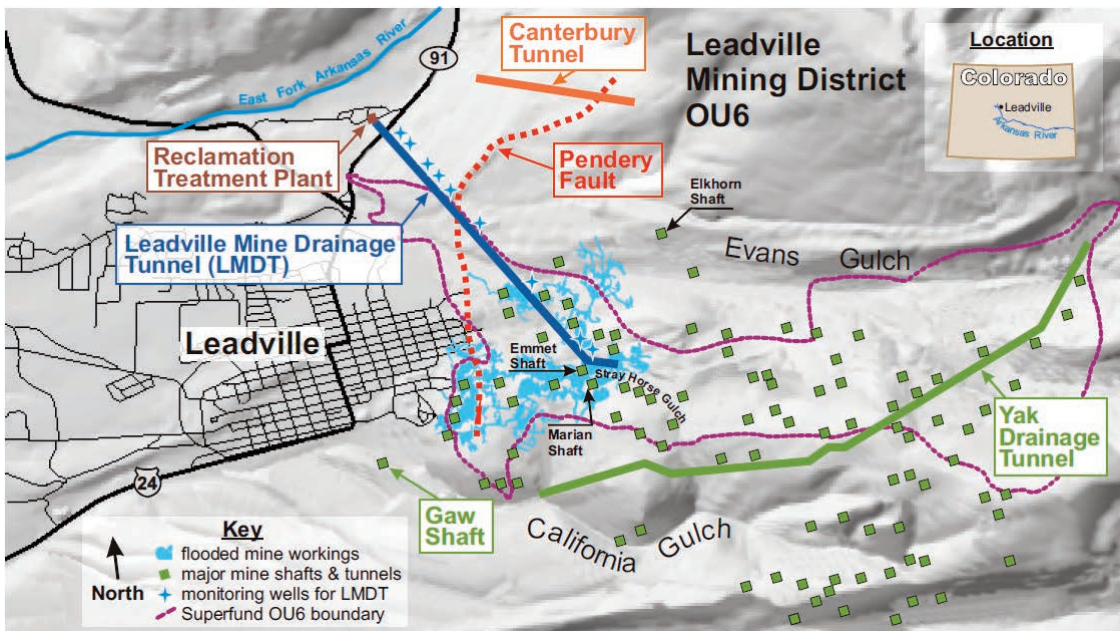 Canterbury
Tunnel
91
East Fork Arkansas River
Leadville
Mining District
OU6
Location
Colorado
Leadville
Arkansas River
Reclamation
Treatment Plant
Pendery
Fault
Elkhorn
Shaft
Evans Gulch
Leadville Mine Drainage
Tunnel (LMDT)
Leadville
Emmet
Shaft
Stray Horse Gulch
Marian
Shaft
Yak
Drainage
Tunnel
24
Gaw
Shaft
California Gulch
Key
flooded mine workings
major mine shafts & tunnels
monitoring wells for LMDT
Superfund OU6 boundary
North